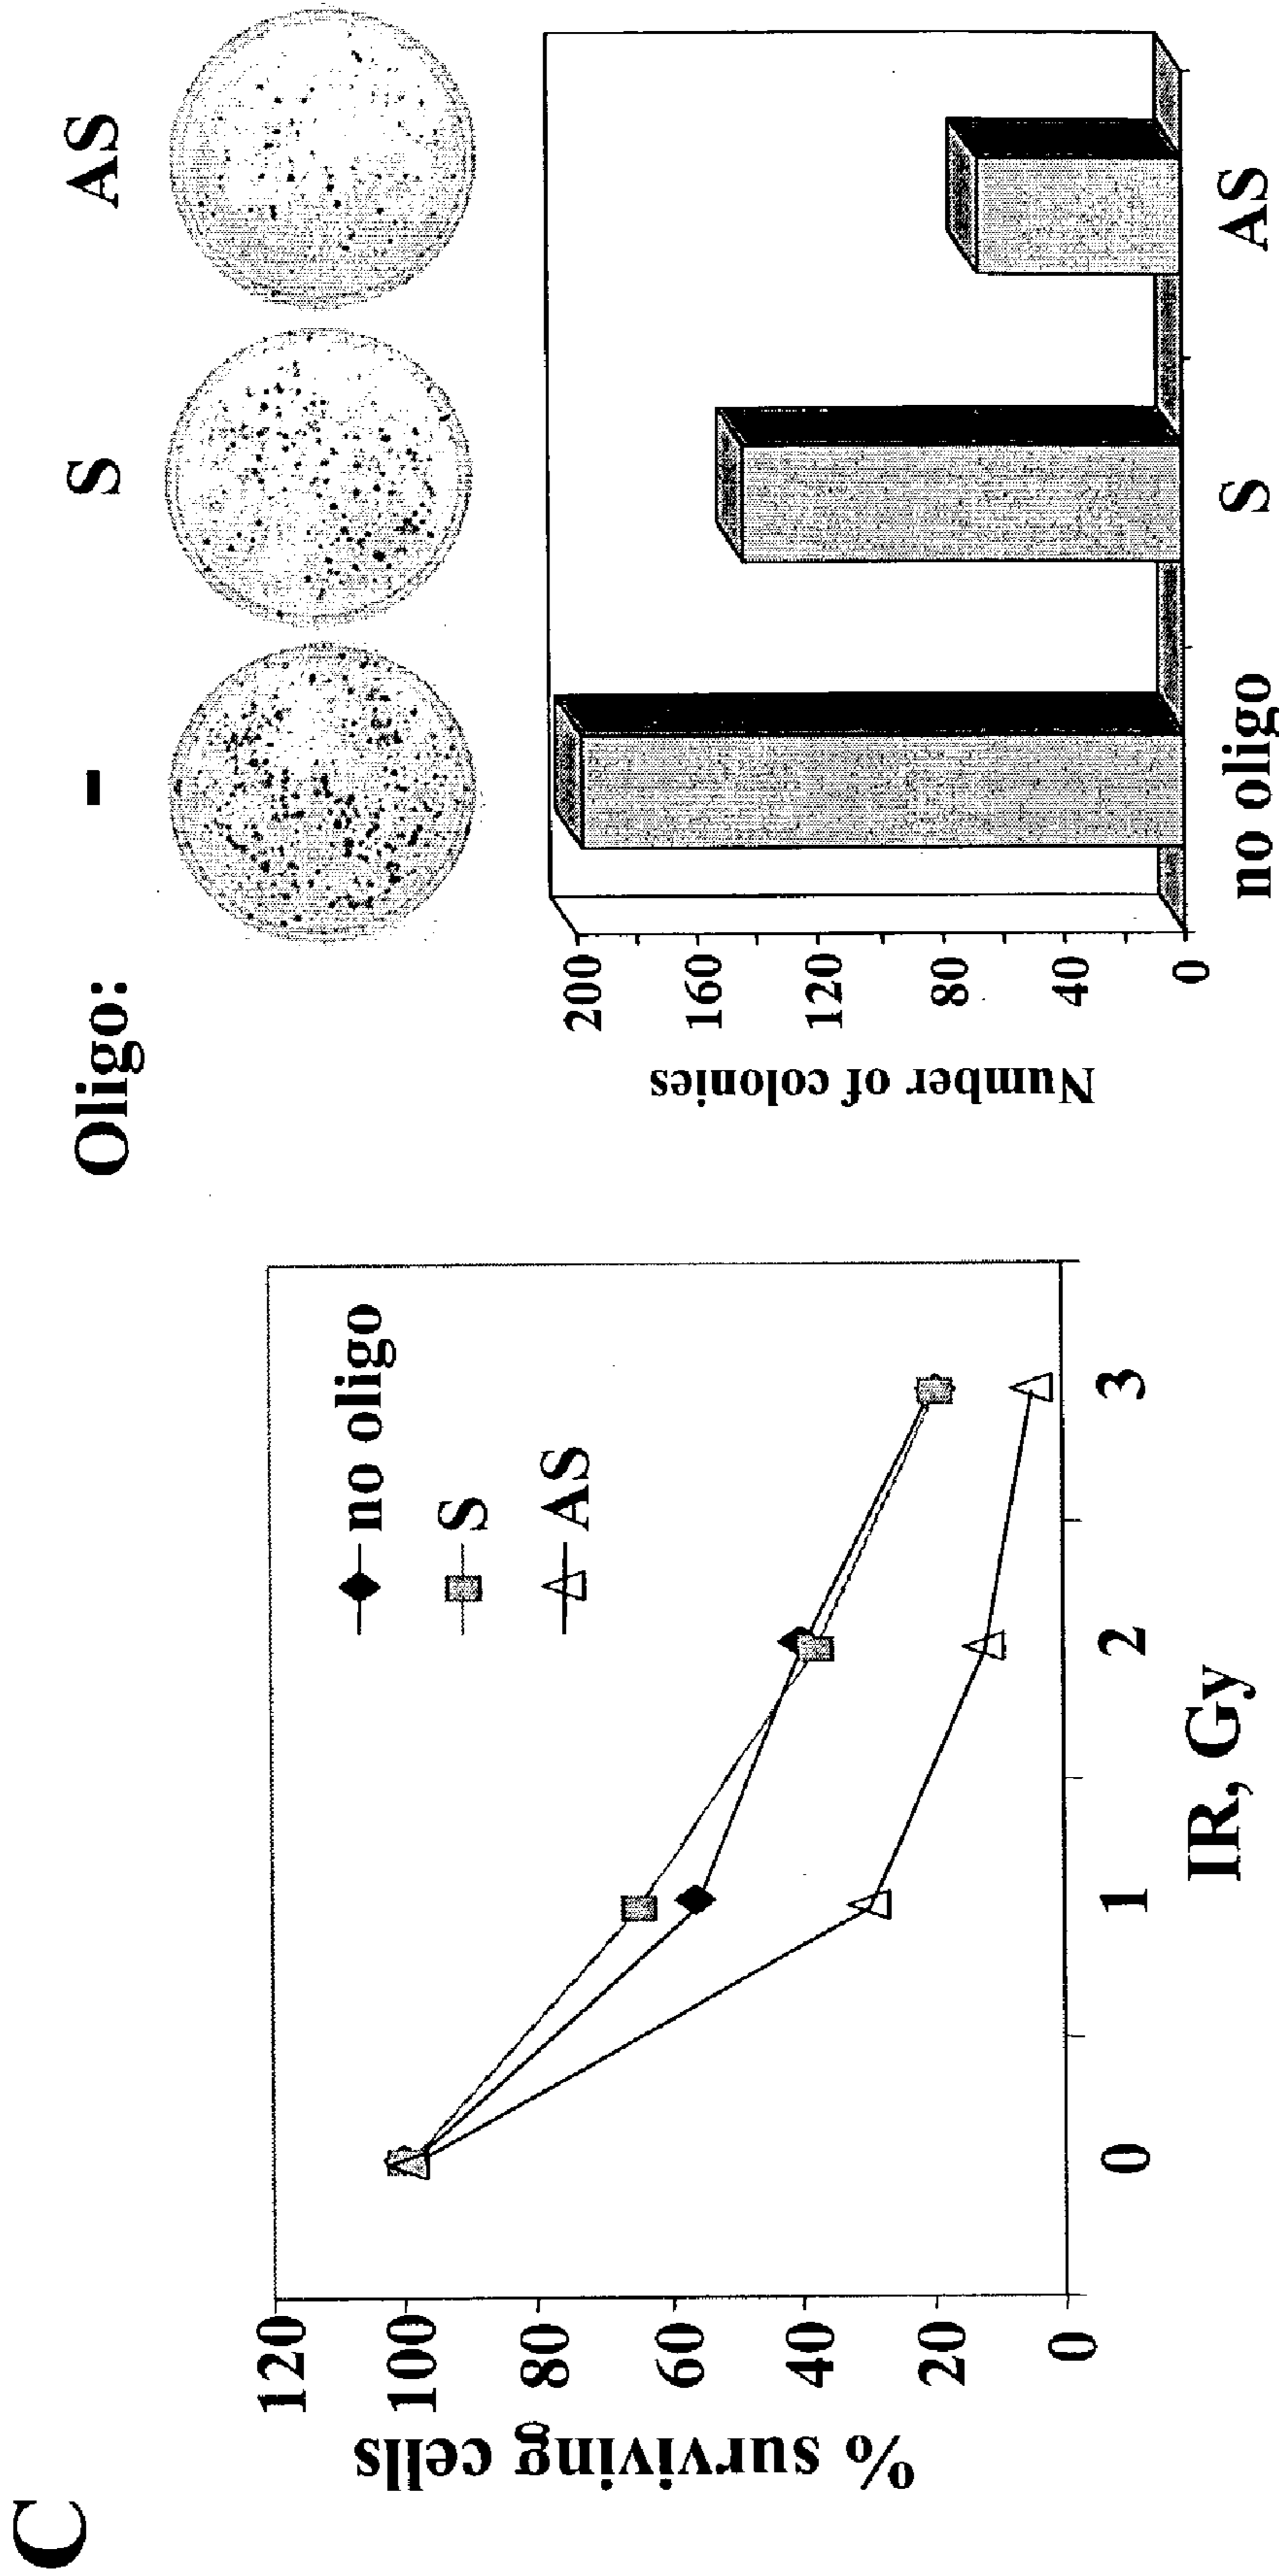 C
% surviving cells
120
100
80
60
40
20
0
0 1 2 3
IR, Gy
no oligo
S
AS
Oligo: – S AS
Number of colonies
200
160
120
80
40
0
no oligo S AS